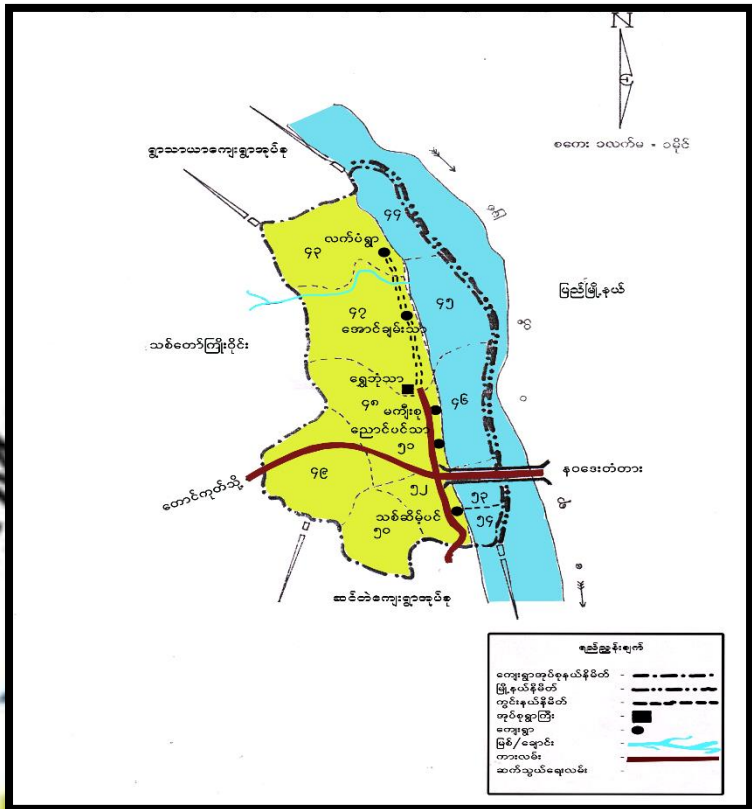 N
စကေး ၁လက်မ - ၁မိုင်
ရွာသာယာကျေးရွာအုပ်စု
၄၄
လက်ပံရွာ
၄၃
၄၅
ပြည်မြို့နယ်
၄၇
အောင်ချမ်းသာ
သစ်တော်ကြိုးဝိုင်း
ရွှေဘုံသာ
၄၈
မကျီးစု
၄၆
ညောင်ပင်သာ
၅၁
၄၉
တောင်ကုတ်သို့
၅၂
၅၃
နဝဒေးတံတား
သစ်ဆိမ့်ပင်
၅၀
၅၄
ဆင်တဲကျေးရွာအုပ်စု
ရည်ညွှန်းချက်
ကျေးရွာအုပ်စုနယ်နိမိတ် -
မြို့နယ်နိမိတ် -
ကွင်းနယ်နိမိတ် -
အုပ်စုရွာကြီး -
ကျေးရွာ -
မြစ်/ချောင်း -
ကားလမ်း -
ဆက်သွယ်ရေးလမ်း -